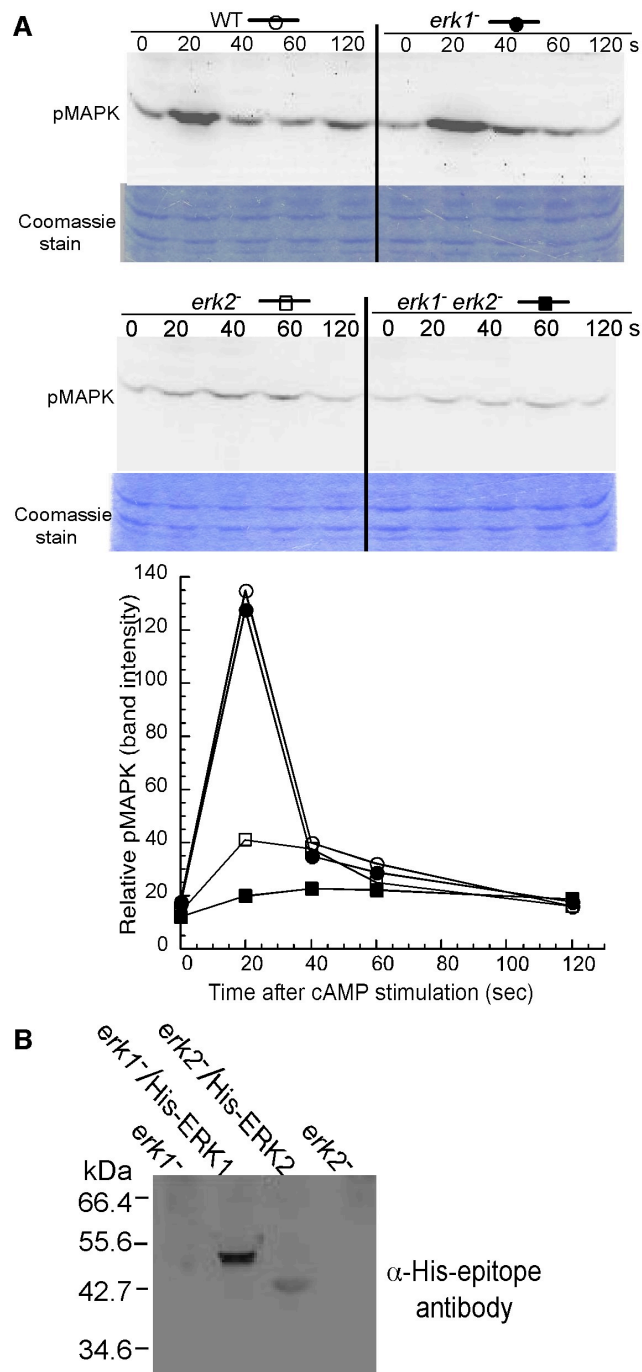 A
WT erk1-
0 20 40 60 120 0 20 40 60 120 s
pMAPK
Coomassie
stain
erk2- erk1- erk2-
0 20 40 60 120 0 20 40 60 120 s
pMAPK
Coomassie
stain
Relative pMAPK (band intensity)
140
120
100
80
60
40
20
0
0 20 40 60 80 100 120
Time after cAMP stimulation (sec)
B
erk1-
erk1-/His-ERK1
erk2-/His-ERK2
erk2-
kDa
66.4
55.6
42.7
34.6
α-His-epitope
antibody